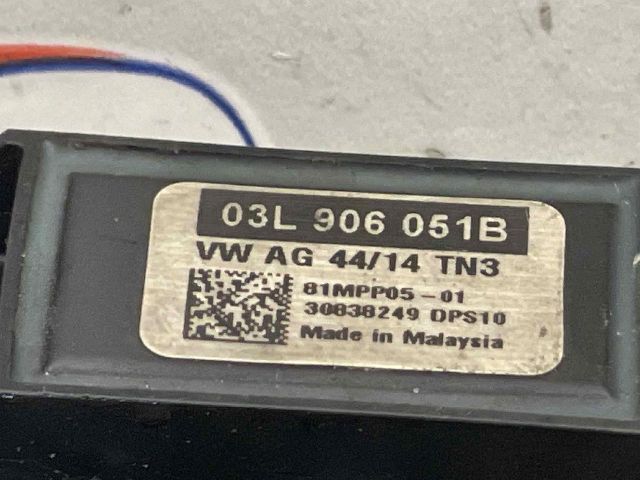 03L 906 051B
VW AG 44/14 TN3
81MPP05-01
30838249 DPS10
Made in Malaysia